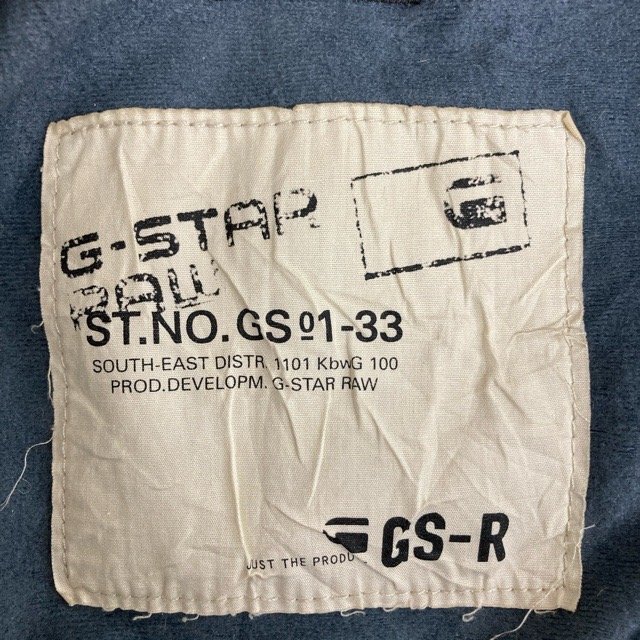 G-STAR
RAW
G
ST.NO.GS01-33
SOUTH-EAST DISTR. 1101 KbwG 100
PROD.DEVELOPM. G-STAR RAW
GS-R
JUST THE PRODU